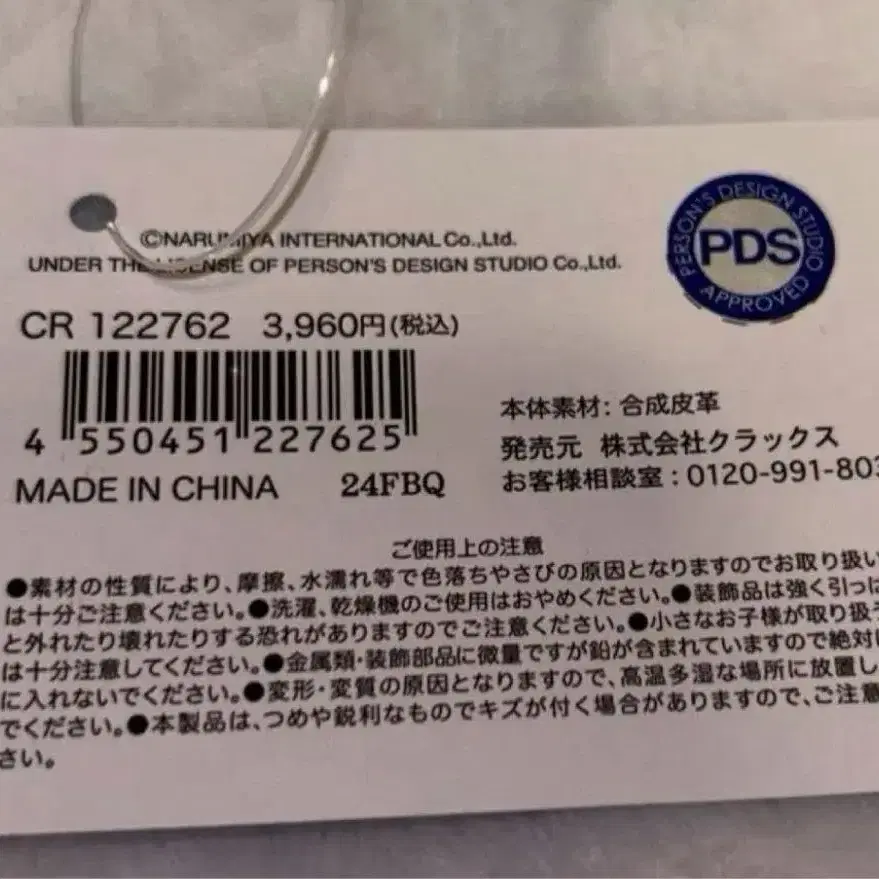 ©NARUMIYA INTERNATIONAL Co.,Ltd.
UNDER THE LICENSE OF PERSON'S DESIGN STUDIO Co.,Ltd.
PERSON'S DESIGN STUDIO
PDS
APPROVED
CR 122762 3,960円(税込)
4 550451 227625
MADE IN CHINA 24FBQ
本体素材: 合成皮革
発売元 株式会社クラックス
お客様相談室:0120-991-803
ご使用上の注意
●素材の性質により、摩擦、水濡れ等で色落ちやさびの原因となりますのでお取り扱い
は十分ご注意ください。●洗濯、乾燥機のご使用はおやめください。●装飾品は強く引っぱ
と外れたり壊れたりする恐れがありますのでご注意ください。●小さなお子様が取り扱う
は十分注意してください。●金属類・装飾部品に微量ですが鉛が含まれていますので絶対に
に入れないでください。●変形・変質の原因となりますので、高温多湿な場所に放置し
でください。●本製品は、つめや鋭利なものでキズが付く場合がありますので、ご注意
さい。